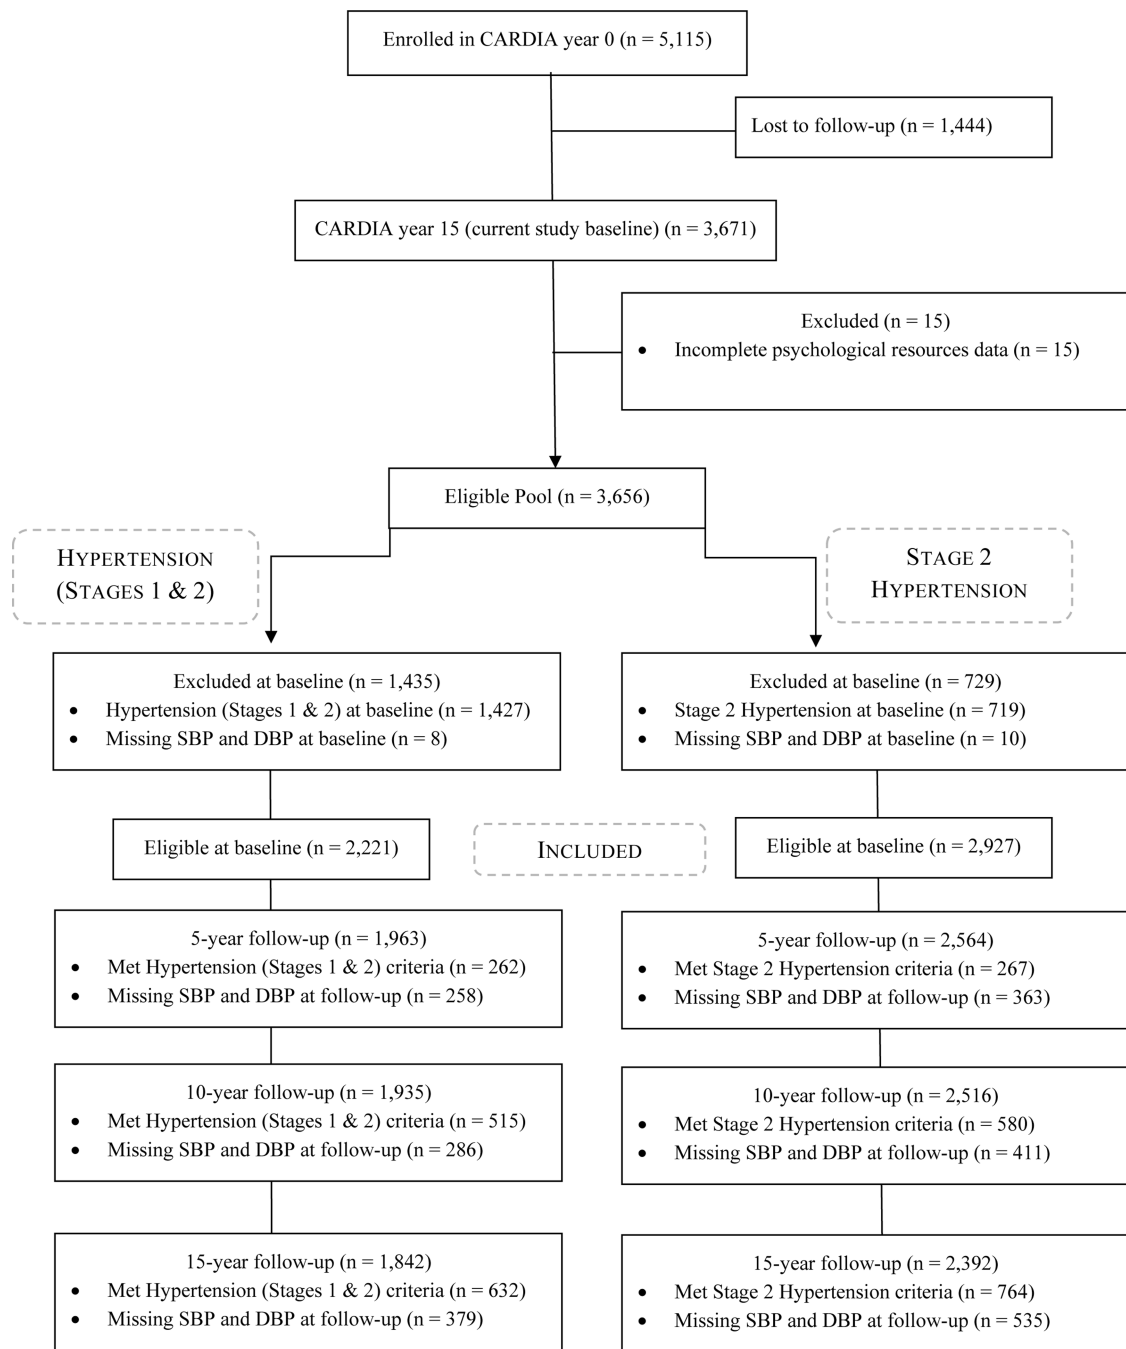 Enrolled in CARDIA year 0 (n = 5,115)
Lost to follow-up (n = 1,444)
CARDIA year 15 (current study baseline) (n = 3,671)
Excluded (n = 15)
• Incomplete psychological resources data (n = 15)
Eligible Pool (n = 3,656)
HYPERTENSION
(STAGES 1 & 2)
STAGE 2
HYPERTENSION
Excluded at baseline (n = 1,435)
• Hypertension (Stages 1 & 2) at baseline (n = 1,427)
• Missing SBP and DBP at baseline (n = 8)
Excluded at baseline (n = 729)
• Stage 2 Hypertension at baseline (n = 719)
• Missing SBP and DBP at baseline (n = 10)
Eligible at baseline (n = 2,221)
INCLUDED
Eligible at baseline (n = 2,927)
5-year follow-up (n = 1,963)
• Met Hypertension (Stages 1 & 2) criteria (n = 262)
• Missing SBP and DBP at follow-up (n = 258)
5-year follow-up (n = 2,564)
• Met Stage 2 Hypertension criteria (n = 267)
• Missing SBP and DBP at follow-up (n = 363)
10-year follow-up (n = 1,935)
• Met Hypertension (Stages 1 & 2) criteria (n = 515)
• Missing SBP and DBP at follow-up (n = 286)
10-year follow-up (n = 2,516)
• Met Stage 2 Hypertension criteria (n = 580)
• Missing SBP and DBP at follow-up (n = 411)
15-year follow-up (n = 1,842)
• Met Hypertension (Stages 1 & 2) criteria (n = 632)
• Missing SBP and DBP at follow-up (n = 379)
15-year follow-up (n = 2,392)
• Met Stage 2 Hypertension criteria (n = 764)
• Missing SBP and DBP at follow-up (n = 535)